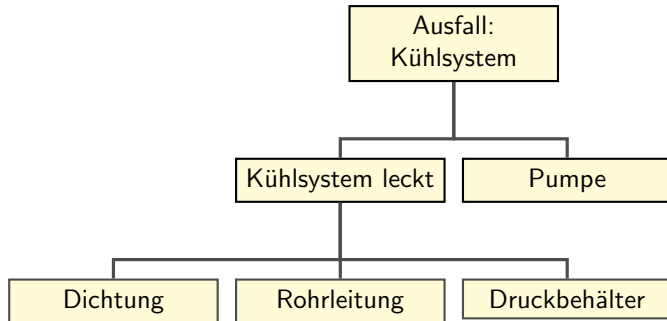 Ausfall:
Kühlsystem
Kühlsystem leckt
Pumpe
Dichtung
Rohrleitung
Druckbehälter